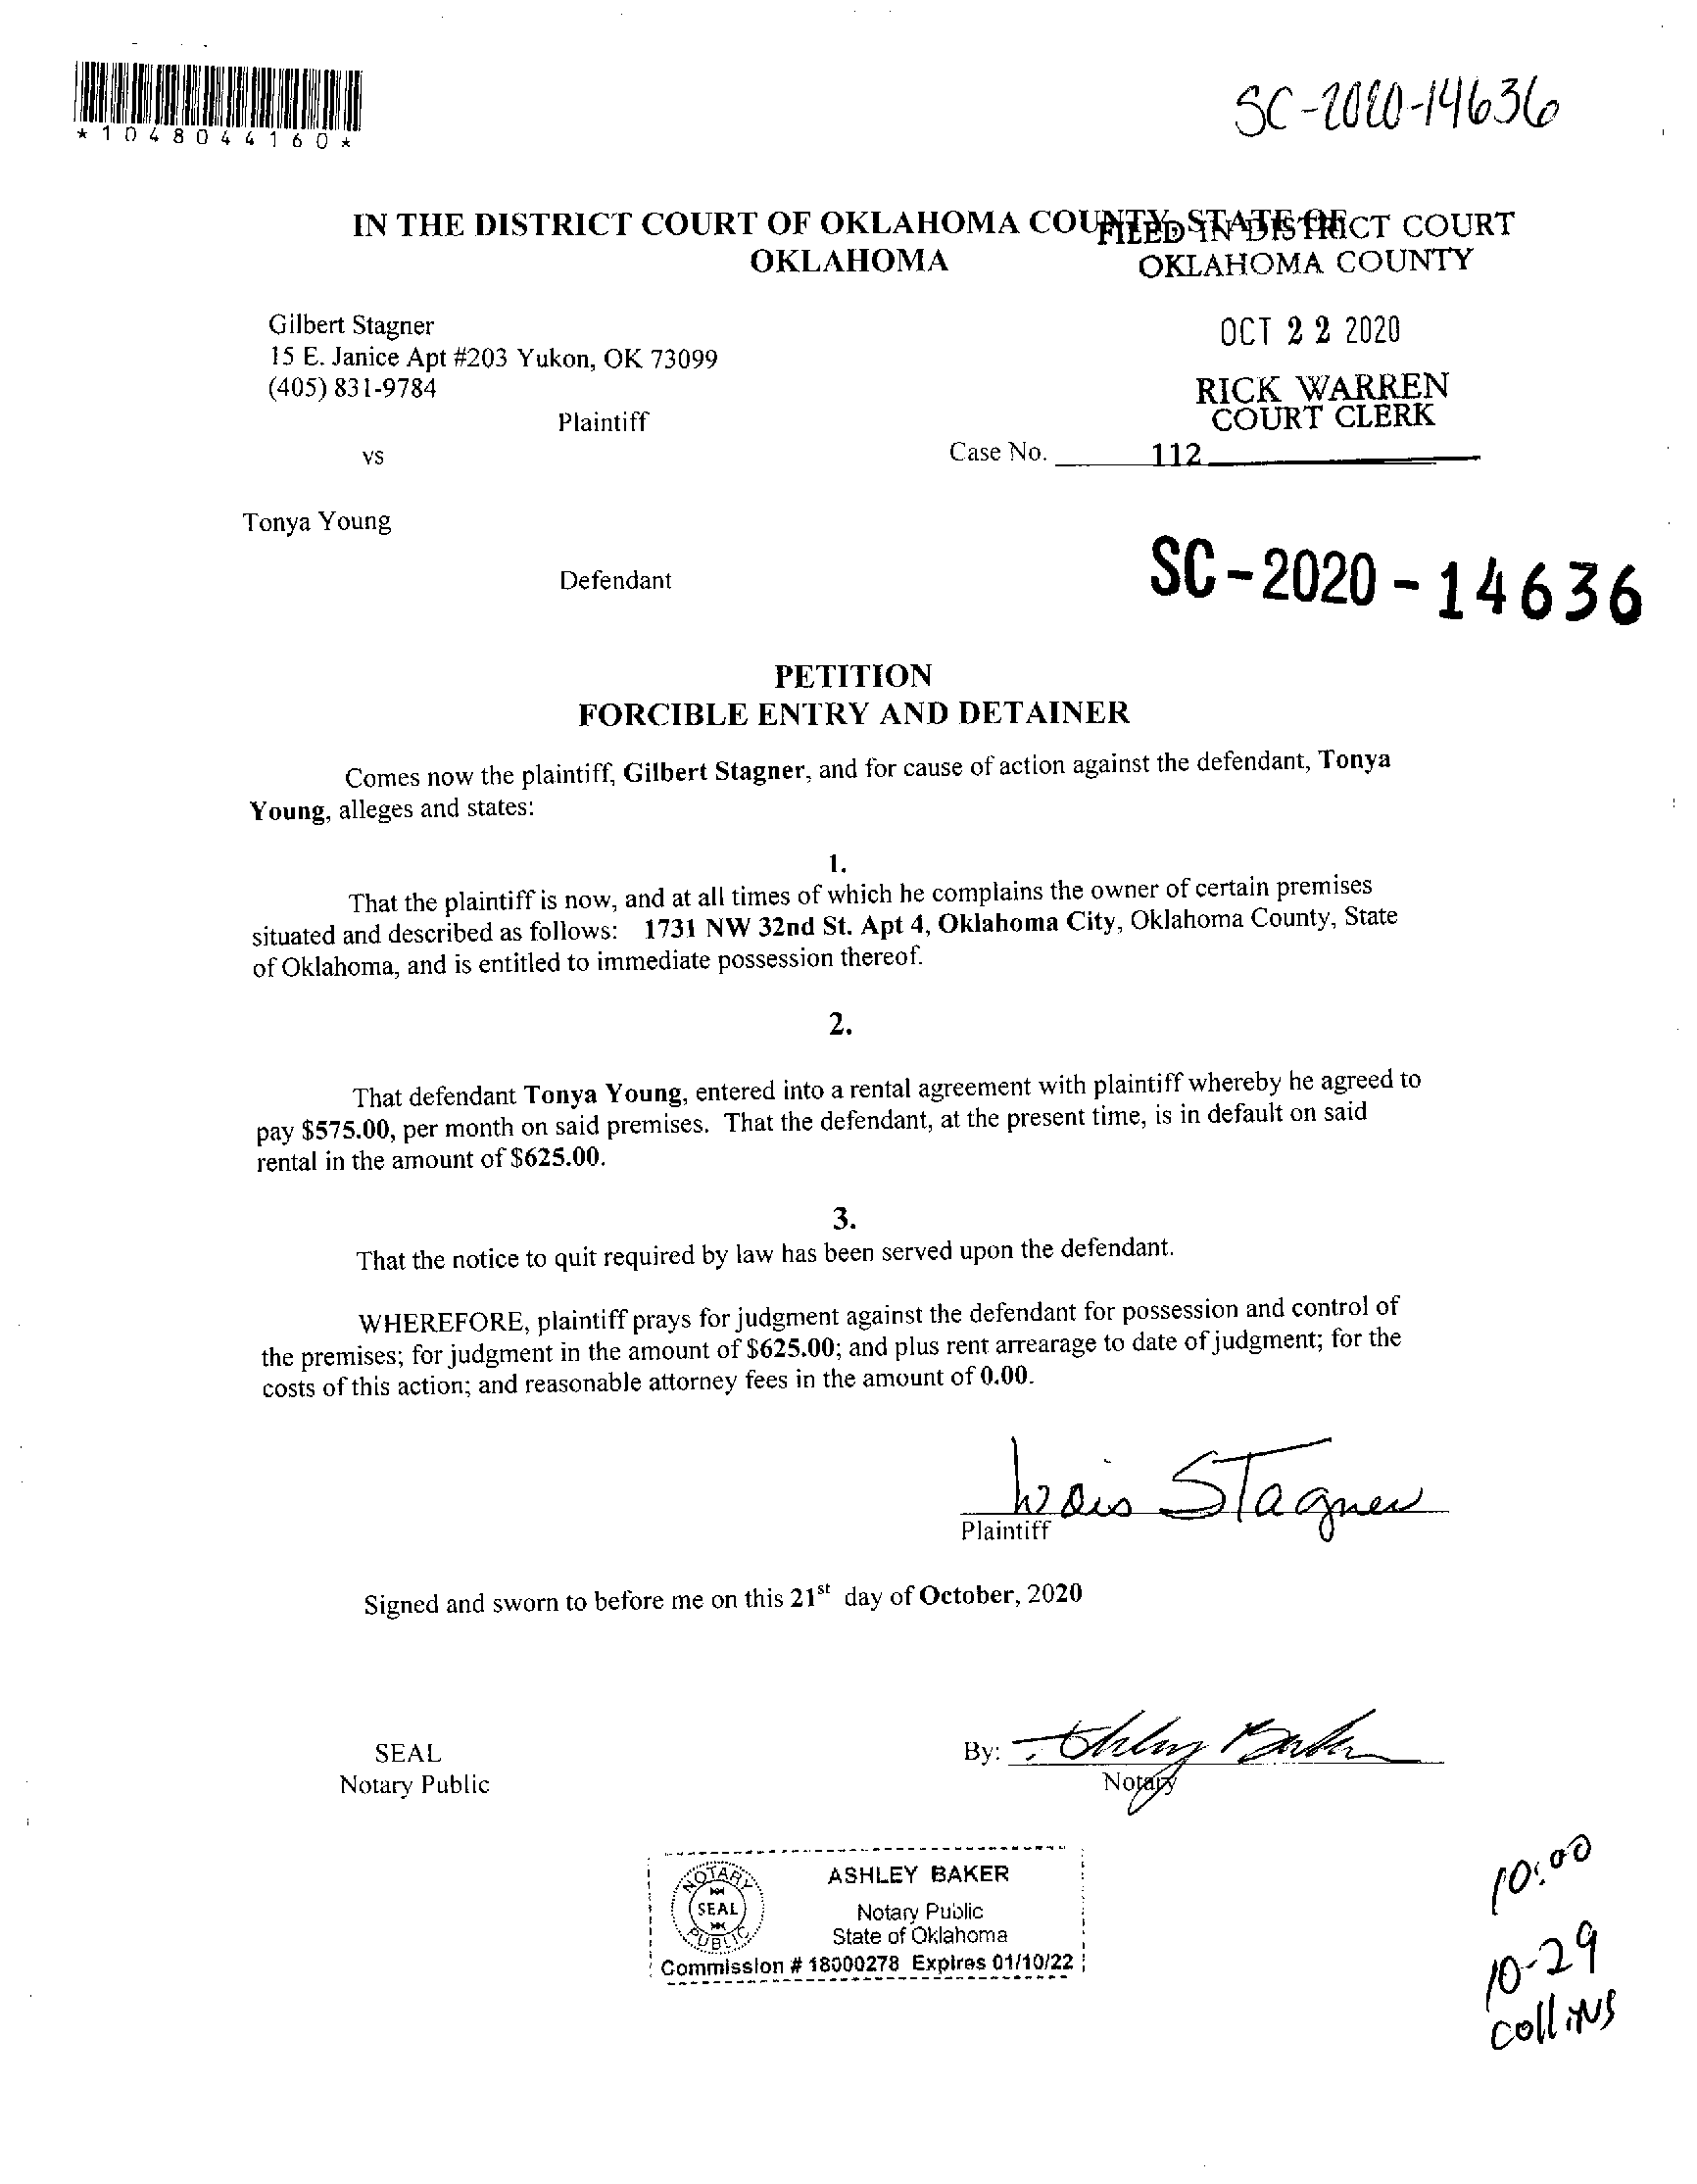 *1048044160*
SC-2020-14636
IN THE DISTRICT COURT OF OKLAHOMA COUNTY, STATE OF
OKLAHOMA
FILED IN DISTRICT COURT
OKLAHOMA COUNTY
OCT 22 2020
RICK WARREN
COURT CLERK
112
Gilbert Stagner
15 E. Janice Apt #203 Yukon, OK 73099
(405) 831-9784
Plaintiff
vs
Case No.
Tonya Young
Defendant
SC-2020-14636
PETITION
FORCIBLE ENTRY AND DETAINER
Comes now the plaintiff, Gilbert Stagner, and for cause of action against the defendant, Tonya
Young, alleges and states:
1.
That the plaintiff is now, and at all times of which he complains the owner of certain premises
situated and described as follows: 1731 NW 32nd St. Apt 4, Oklahoma City, Oklahoma County, State
of Oklahoma, and is entitled to immediate possession thereof.
2.
That defendant Tonya Young, entered into a rental agreement with plaintiff whereby he agreed to
pay $575.00, per month on said premises. That the defendant, at the present time, is in default on said
rental in the amount of $625.00.
3.
That the notice to quit required by law has been served upon the defendant.
WHEREFORE, plaintiff prays for judgment against the defendant for possession and control of
the premises; for judgment in the amount of $625.00; and plus rent arrearage to date of judgment; for the
costs of this action; and reasonable attorney fees in the amount of 0.00.
Stagner
Plaintiff
Signed and sworn to before me on this 21st day of October, 2020
SEAL
Notary Public
By: Ashley Baker
Notary
NOTARY
SEAL
PUBLIC
ASHLEY BAKER
Notary Public
State of Oklahoma
Commission # 18000278 Expires 01/10/22
10:00
10-29
Collins